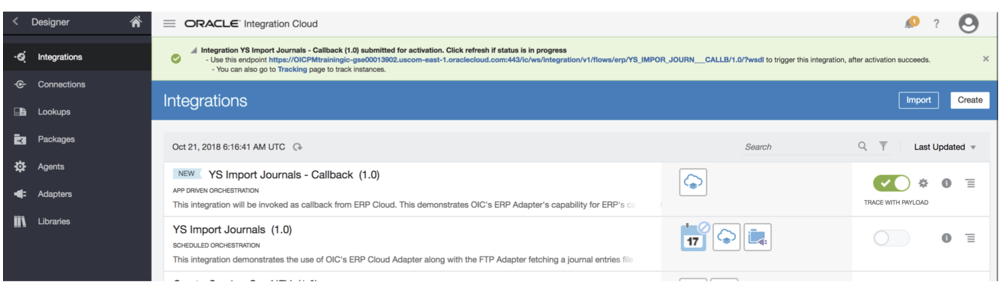 Designer
ORACLE Integration Cloud
?
Integration YS Import Journals - Callback (1.0) submitted for activation. Click refresh if status is in progress
- Use this endpoint https://OICPMtrainingic-gse00013902.uscom-east-1.oraclecloud.com:443/ic/ws/integration/v1/flows/erp/YS_IMPOR_JOURN___CALLB/1.0/?wsdl to trigger this integration, after activation succeeds.
- You can also go to Tracking page to track instances.
Integrations
Connections
Lookups
Packages
Agents
Adapters
Libraries
Integrations
Import
Create
Oct 21, 2018 6:16:41 AM UTC
Search
Last Updated
NEW YS Import Journals - Callback (1.0)
APP DRIVEN ORCHESTRATION
This integration will be invoked as callback from ERP Cloud. This demonstrates OIC's ERP Adapter's capability for ERP's
TRACE WITH PAYLOAD
YS Import Journals (1.0)
SCHEDULED ORCHESTRATION
This integration demonstrates the use of OIC's ERP Cloud Adapter along with the FTP Adapter fetching a journal entries file
17